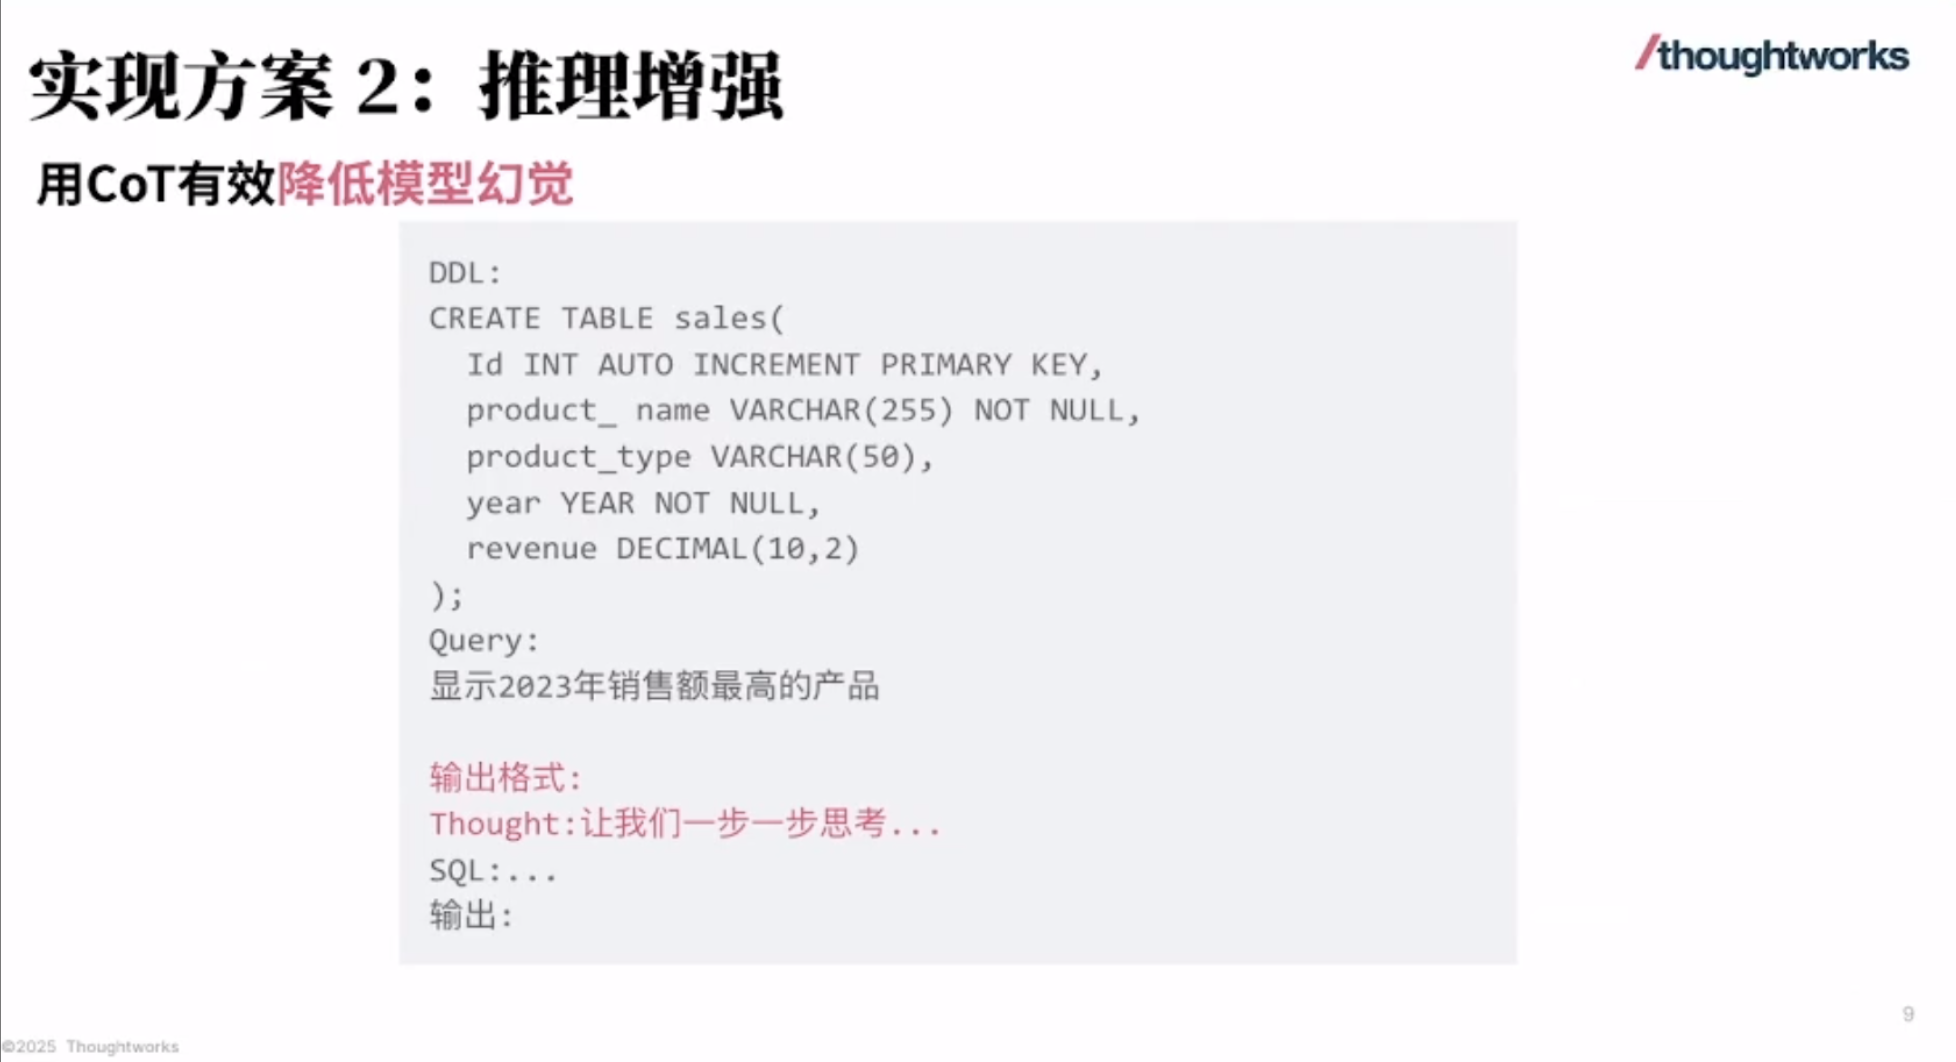 实现方案 2：推理增强
/thoughtworks
用CoT有效降低模型幻觉
DDL:
CREATE TABLE sales(
Id INT AUTO INCREMENT PRIMARY KEY,
product_ name VARCHAR(255) NOT NULL,
product_type VARCHAR(50),
year YEAR NOT NULL,
revenue DECIMAL(10,2)
);
Query:
显示2023年销售额最高的产品
输出格式:
Thought:让我们一步一步思考...
SQL:...
输出:
9
©2025 Thoughtworks